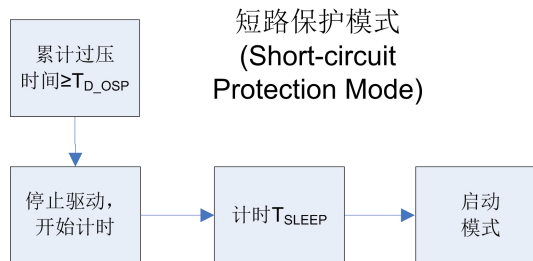 短路保护模式
(Short-circuit
Protection Mode)
累计过压
时间≥TD_OSP
停止驱动，
开始计时
计时TSLEEP
启动
模式